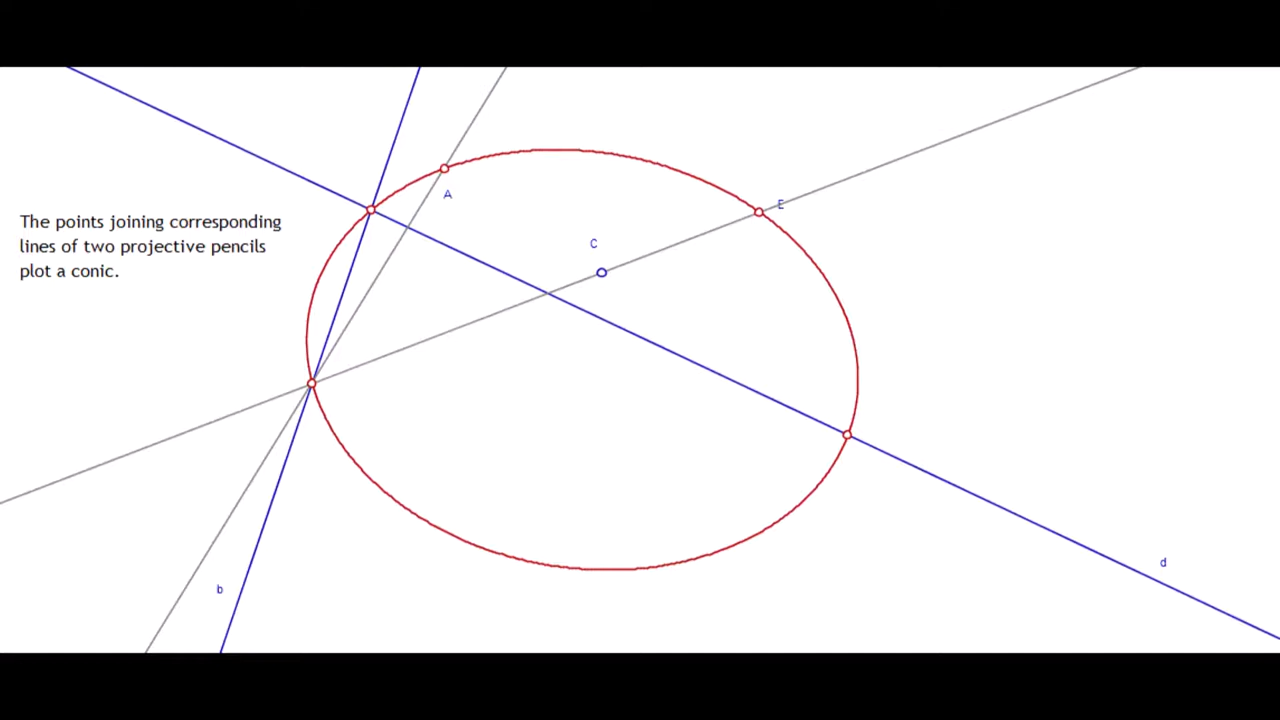 A
E
The points joining corresponding
lines of two projective pencils
plot a conic.
C
d
b